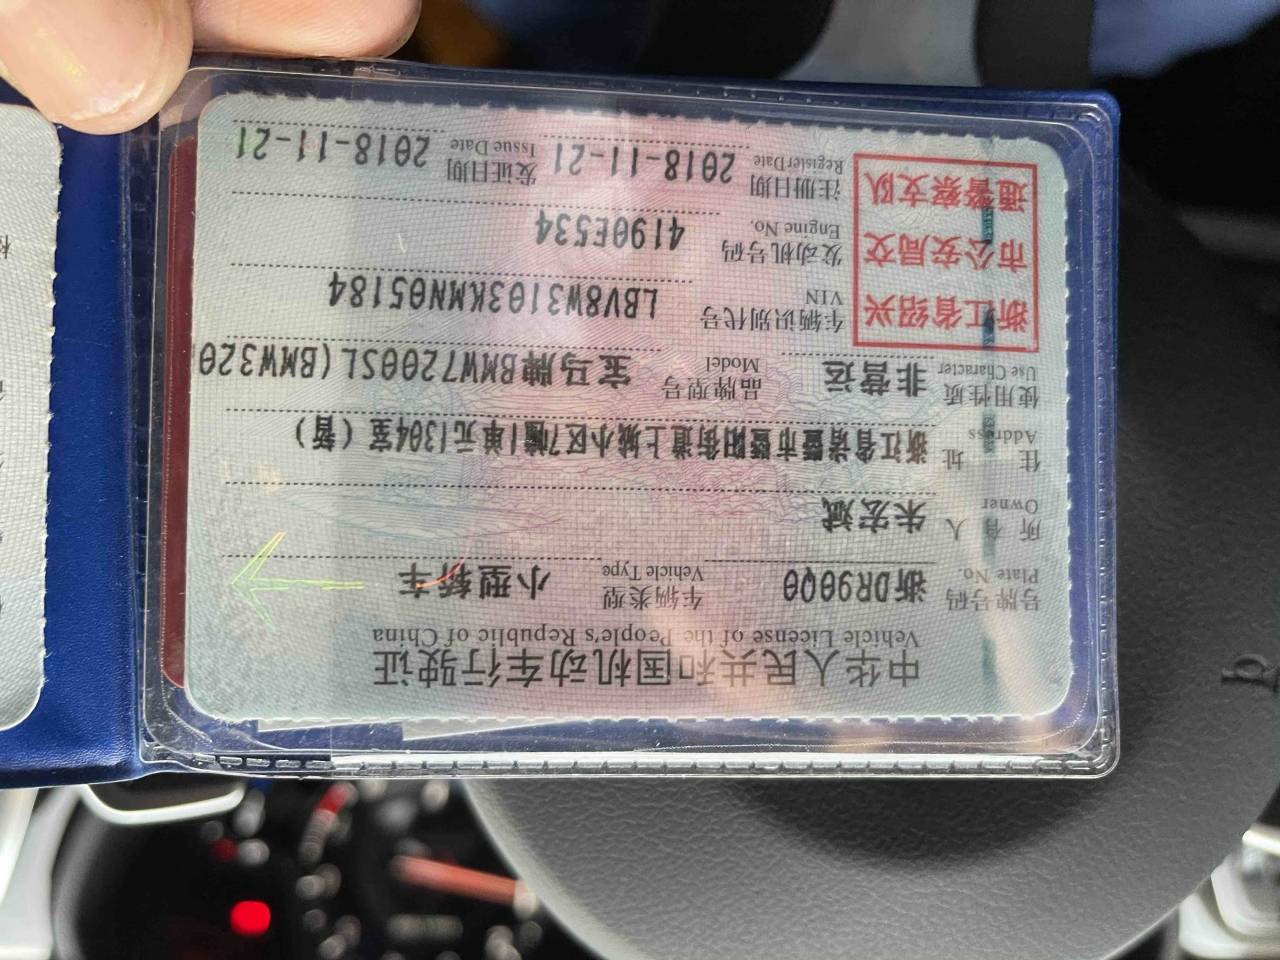 中华人民共和国机动车行驶证
Vehicle License of the People's Republic of China
号牌号码 浙DR90Q0 车辆类型 小型轿车
Plate No. Vehicle Type
所有人 朱宏斌
Owner
住址 浙江省诸暨市暨阳街道上城小区7幢1单元1304室(暂)
Address
使用性质 非营运 品牌型号 宝马牌BMW7200SL(BMW320
Use Character Model
浙江省绍兴
市公安局交
通警察支队
车辆识别代号 LBV8W3103KMN05184
VIN
发动机号码 4190E534
Engine No.
注册日期 2018-11-21 发证日期 2018-11-21
Register Date Issue Date